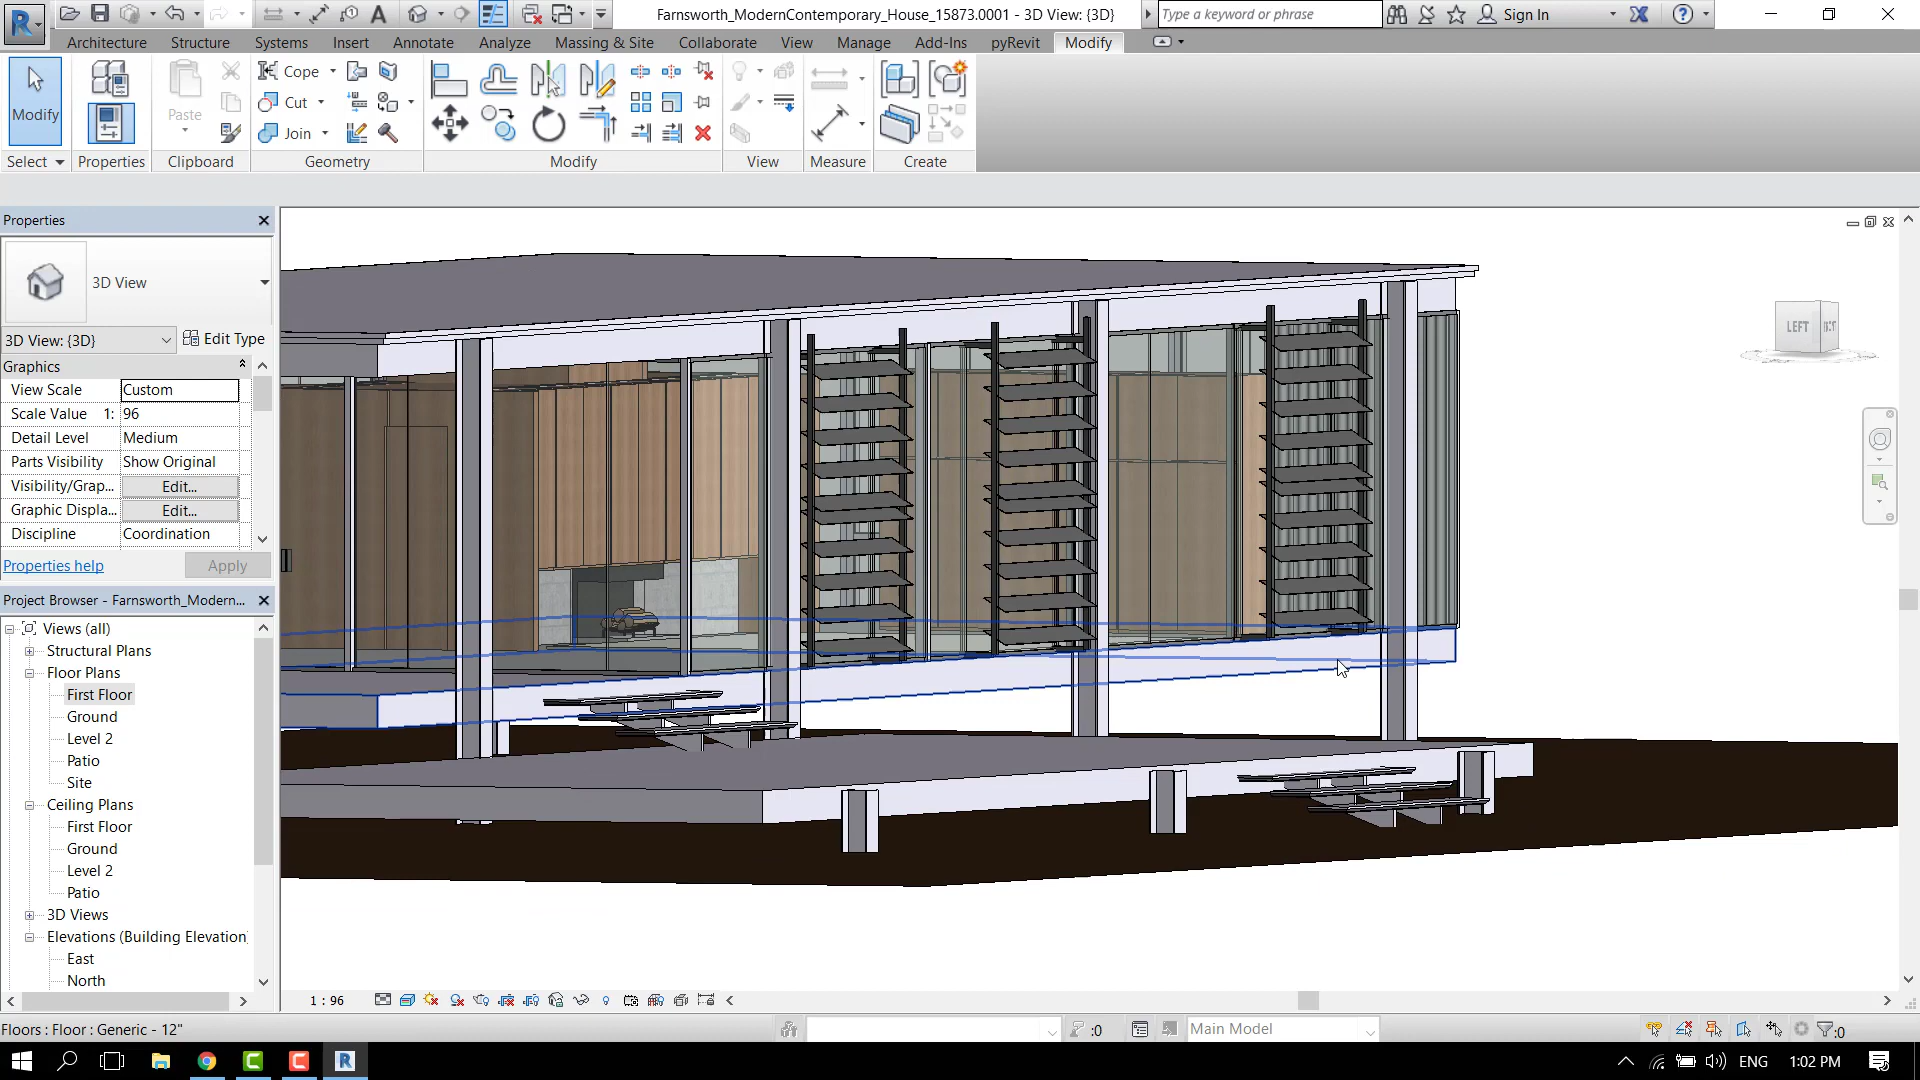 Farnsworth_ModernContemporary_House_15873.0001 - 3D View: {3D}
Type a keyword or phrase
Sign In
Architecture
Structure
Systems
Insert
Annotate
Analyze
Massing & Site
Collaborate
View
Manage
Add-Ins
pyRevit
Modify
Modify
Paste
Cope
Cut
Join
Select
Properties
Clipboard
Geometry
Modify
View
Measure
Create
Properties
3D View
3D View: {3D}
Edit Type
Graphics
View Scale
Custom
Scale Value 1:
96
Detail Level
Medium
Parts Visibility
Show Original
Visibility/Grap...
Edit...
Graphic Displa...
Edit...
Discipline
Coordination
Properties help
Apply
Project Browser - Farnsworth_Modern...
Views (all)
Structural Plans
Floor Plans
First Floor
Ground
Level 2
Patio
Site
Ceiling Plans
First Floor
Ground
Level 2
Patio
3D Views
Elevations (Building Elevation)
East
North
LEFT
1 : 96
Floors : Floor : Generic - 12"
:0
Main Model
:0
ENG
1:02 PM